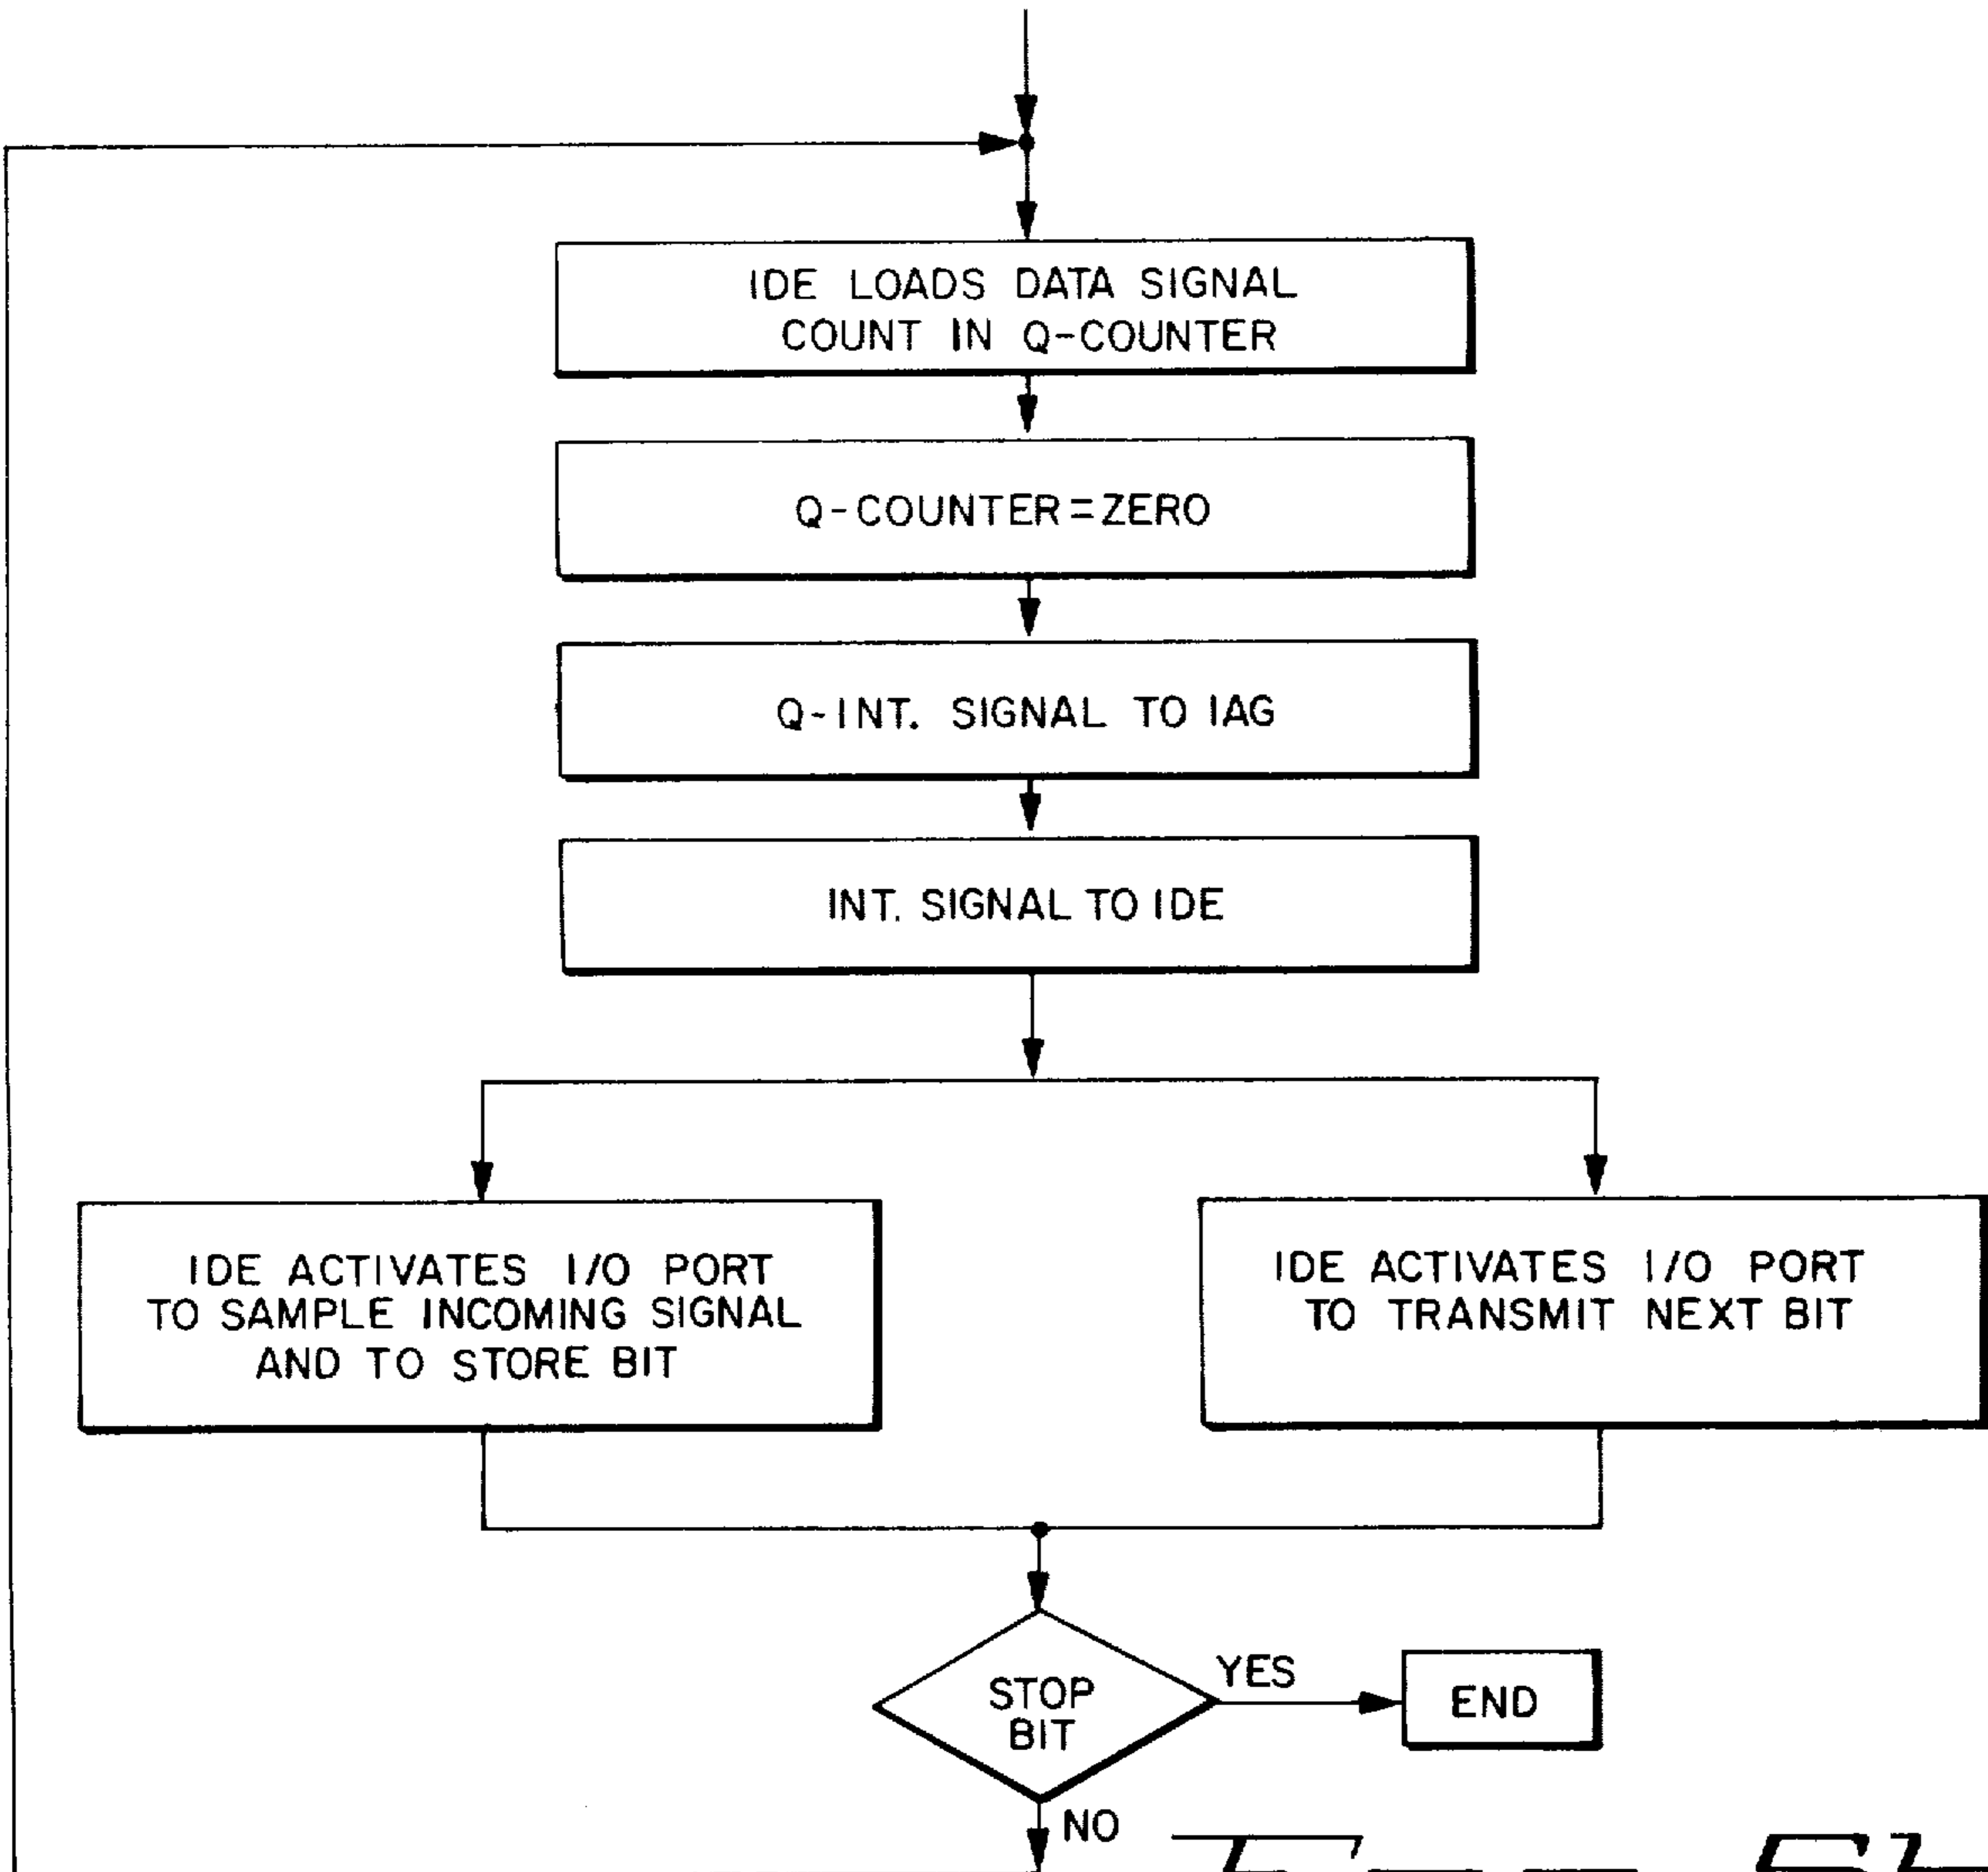 IDE LOADS DATA SIGNAL
COUNT IN Q-COUNTER
Q-COUNTER=ZERO
Q-INT. SIGNAL TO IAG
INT. SIGNAL TO IDE
IDE ACTIVATES I/O PORT
TO SAMPLE INCOMING SIGNAL
AND TO STORE BIT
IDE ACTIVATES I/O PORT
TO TRANSMIT NEXT BIT
STOP
BIT
YES
END
NO